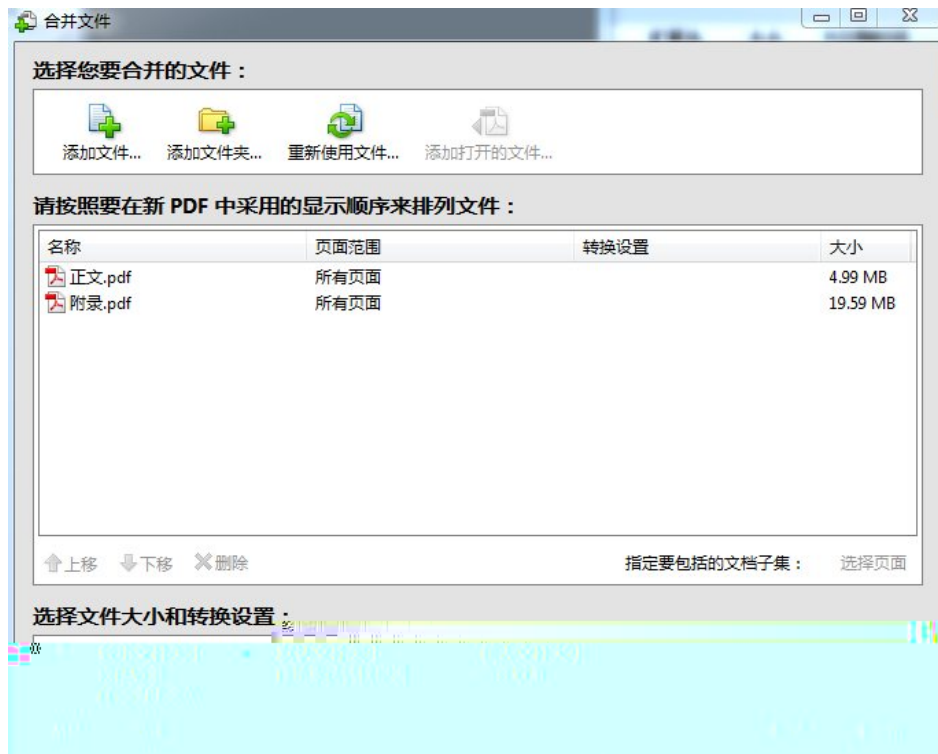 合并文件
选择您要合并的文件：
添加文件... 添加文件夹... 重新使用文件... 添加打开的文件...
请按照要在新 PDF 中采用的显示顺序来排列文件：
名称 页面范围 转换设置 大小
正文.pdf 所有页面 4.99 MB
附录.pdf 所有页面 19.59 MB
上移 下移 删除 指定要包括的文档子集： 选择页面
选择文件大小和转换设置：